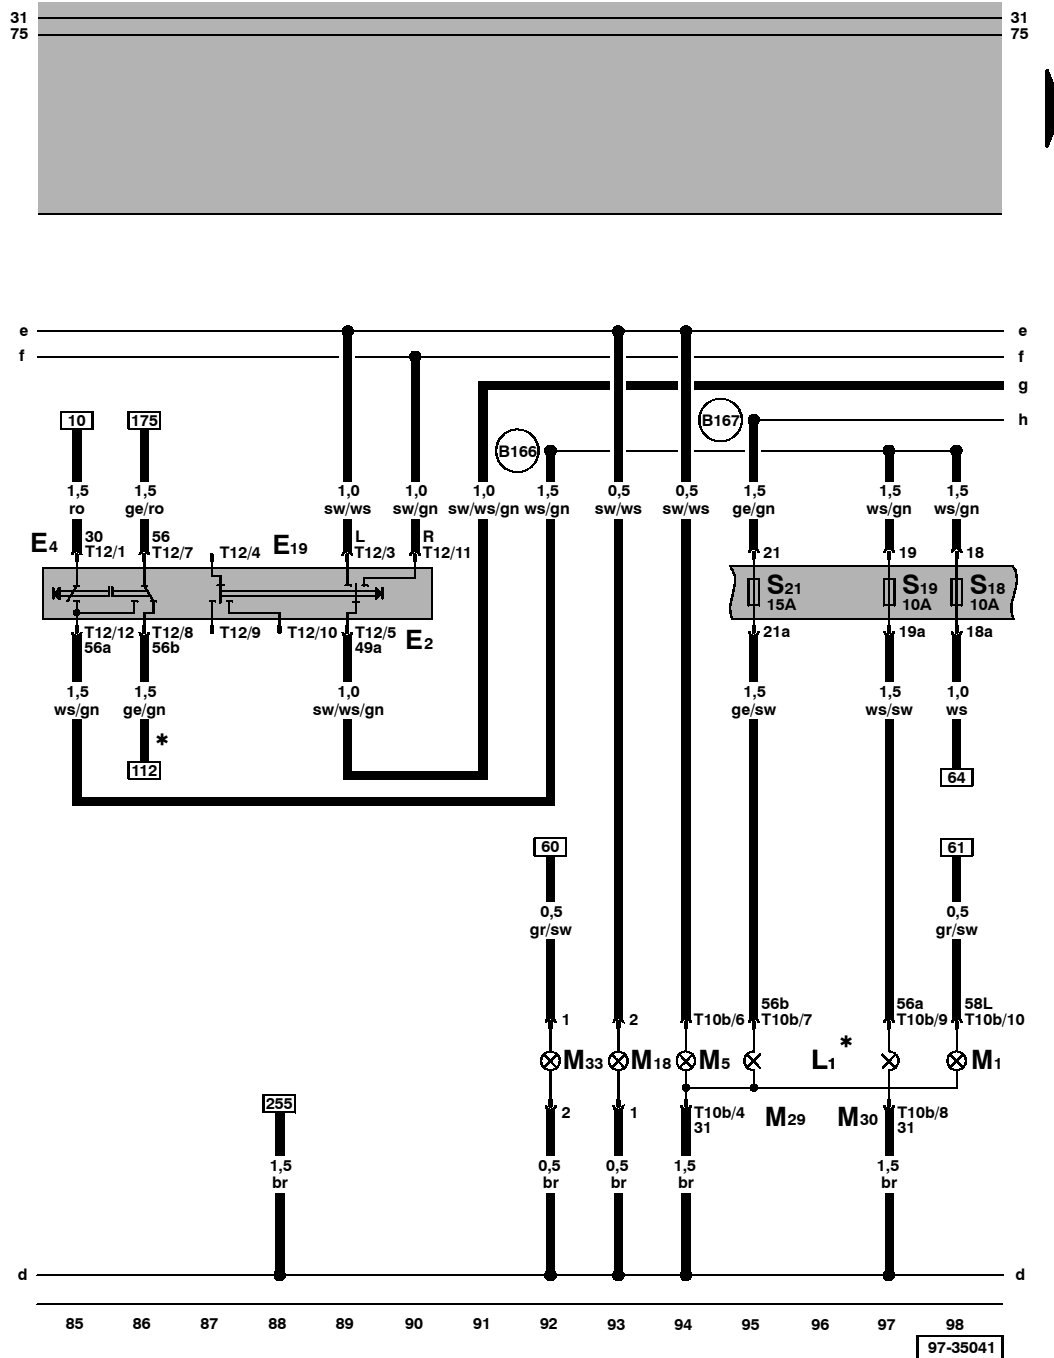 31 31
75 75
e e
f f
g
10 175 B167 h
B166
1,5 1,5 1,0 1,0 1,0 1,5 0,5 0,5 1,5 1,5 1,5
ro ge/ro sw/ws sw/gn sw/ws/gn ws/gn sw/ws sw/ws ge/gn ws/gn ws/gn
E4 30 56 E19 L R
T12/1 T12/7 T12/4 T12/3 T12/11 21 19 18
S21 S19 S18
15A 10A 10A
T12/12 T12/8 T12/9 T12/10 T12/5 E2 21a 19a 18a
56a 56b 49a
1,5 1,5 1,0 1,5 1,5 1,0
ws/gn ge/gn sw/ws/gn ge/sw ws/sw ws
*
112 64
60 61
0,5 0,5
gr/sw gr/sw
56b 56a 58L
1 2 T10b/6 T10b/7 T10b/9 T10b/10
*
M33 M18 M5 L1 M1
255
2 1 T10b/4 M29 M30 T10b/8
31 31
1,5 0,5 0,5 1,5 1,5
br br br br br
d d
85 86 87 88 89 90 91 92 93 94 95 96 97 98
97-35041